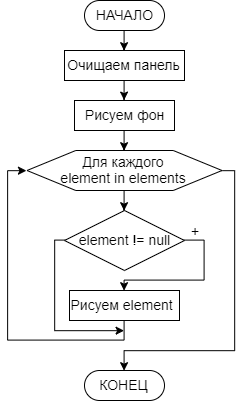 НАЧАЛО
Очищаем панель
Рисуем фон
Для каждого
element in elements
element != null
+
Рисуем element
КОНЕЦ